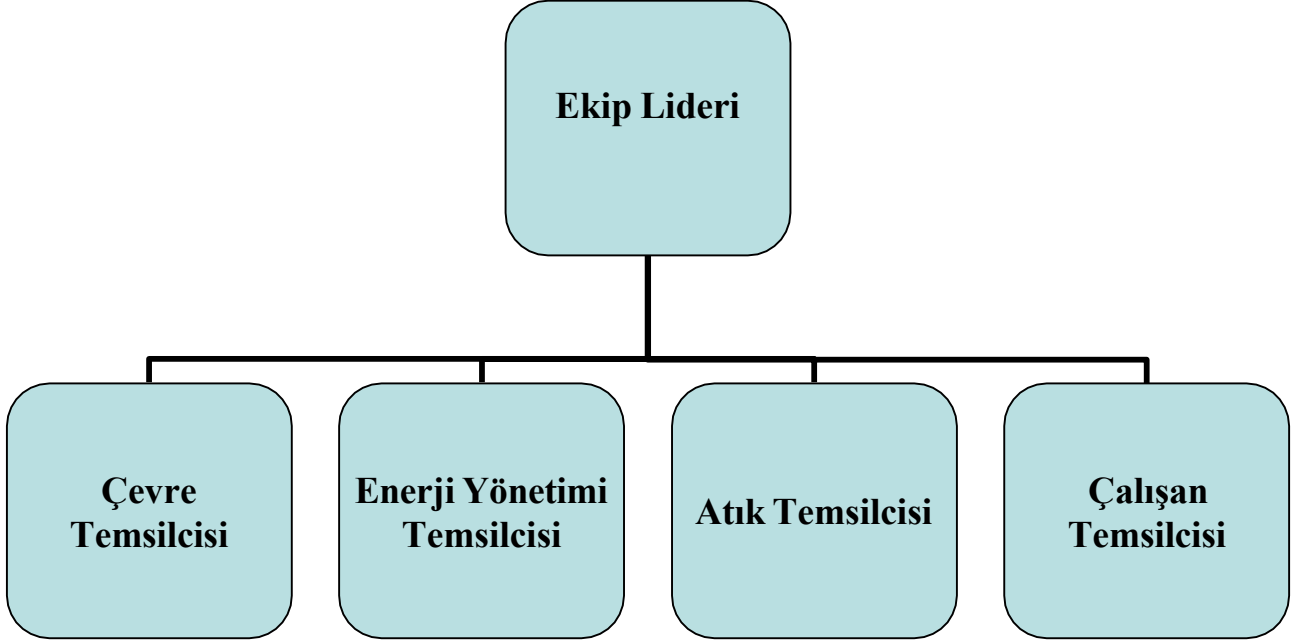 Ekip Lideri
Çevre
Temsilcisi
Enerji Yönetimi
Temsilcisi
Atık Temsilcisi
Çalışan
Temsilcisi